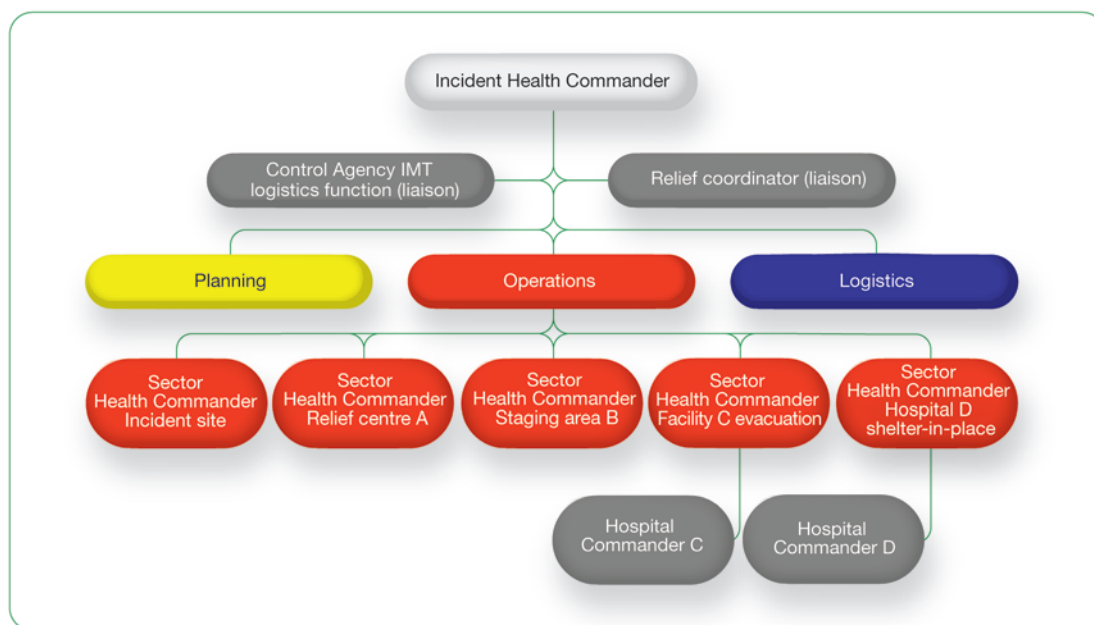 Incident Health Commander
Control Agency IMT
logistics function (liaison)
Relief coordinator (liaison)
Planning
Operations
Logistics
Sector
Health Commander
Incident site
Sector
Health Commander
Relief centre A
Sector
Health Commander
Staging area B
Sector
Health Commander
Facility C evacuation
Sector
Health Commander
Hospital D
shelter-in-place
Hospital
Commander C
Hospital
Commander D